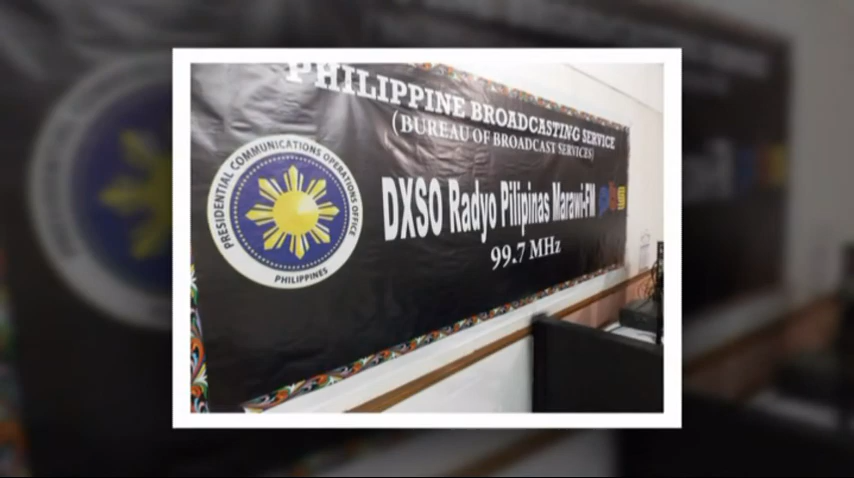 PHILIPPINE BROADCASTING SERVICE
(BUREAU OF BROADCAST SERVICES)
DXSO Radyo Pilipinas Marawi-FM
99.7 MHz
PRESIDENTIAL COMMUNICATIONS OPERATIONS OFFICE
PHILIPPINES